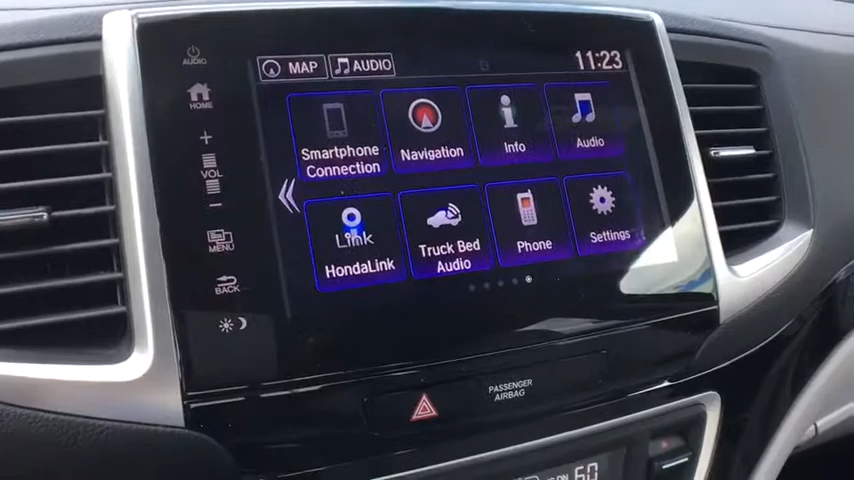 AUDIO
MAP
AUDIO
11:23
HOME
+
VOL
-
MENU
BACK
Smartphone
Connection
Navigation
Info
Audio
Link
HondaLink
Truck Bed
Audio
Phone
Settings
PASSENGER
AIRBAG
60